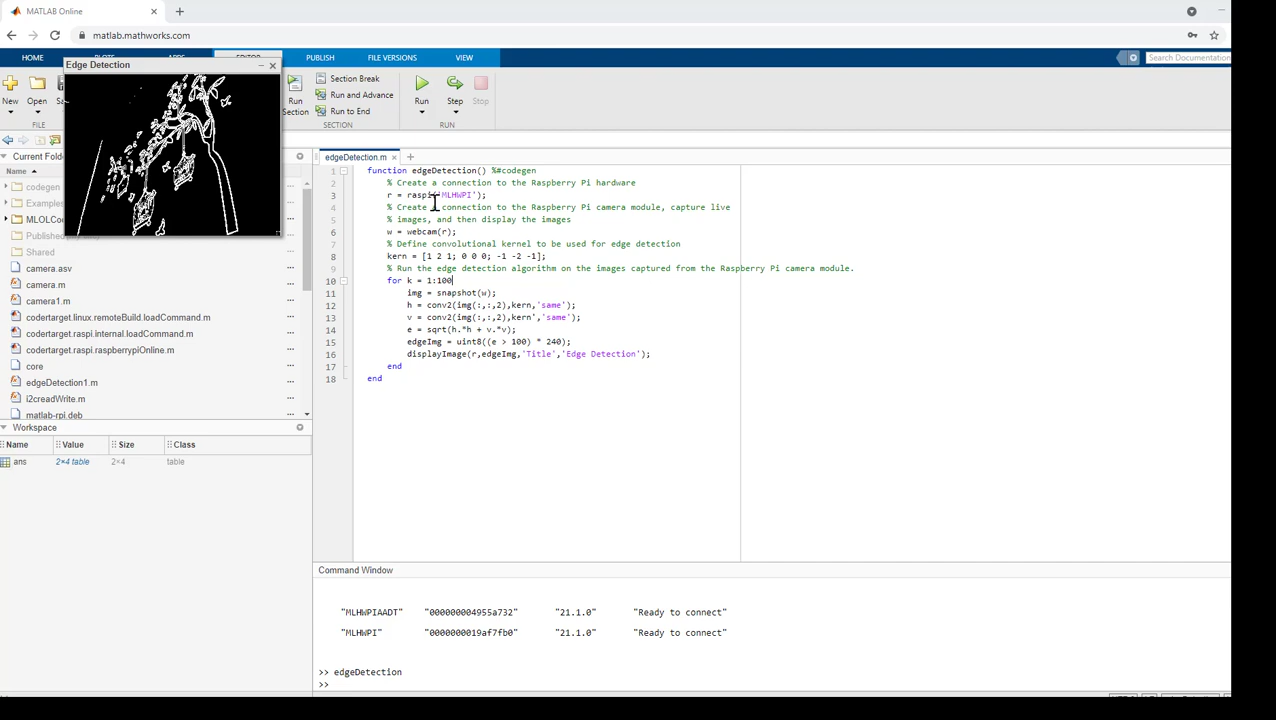 MATLAB Online
matlab.mathworks.com
HOME
PUBLISH
FILE VERSIONS
VIEW
Search Documentation
Edge Detection
New
Open
FILE
Run
Section
Section Break
Run and Advance
Run to End
SECTION
Run
Step
Stop
RUN
Current Fold
Name
codegen
Examples
MLOLCo
Published
Shared
camera.asv
camera.m
camera1.m
codertarget.linux.remoteBuild.loadCommand.m
codertarget.raspi.internal.loadCommand.m
codertarget.raspi.raspberrypiOnline.m
core
edgeDetection1.m
i2creadWrite.m
matlab-rpi.deb
Workspace
Name Value Size Class
ans 2×4 table 2×4 table
edgeDetection.m
1 function edgeDetection() %#codegen
2 % Create a connection to the Raspberry Pi hardware
3 r = raspi('MLHWPI');
4 % Create a connection to the Raspberry Pi camera module, capture live
5 % images, and then display the images
6 w = webcam(r);
7 % Define convolutional kernel to be used for edge detection
8 kern = [1 2 1; 0 0 0; -1 -2 -1];
9 % Run the edge detection algorithm on the images captured from the Raspberry Pi camera module.
10 for k = 1:100
11 img = snapshot(w);
12 h = conv2(img(:,:,2),kern,'same');
13 v = conv2(img(:,:,2),kern','same');
14 e = sqrt(h.*h + v.*v);
15 edgeImg = uint8((e > 100) * 240);
16 displayImage(r,edgeImg,'Title','Edge Detection');
17 end
18 end
Command Window
"MLHWPIAADT" "000000004955a732" "21.1.0" "Ready to connect"
"MLHWPI" "0000000019af7fb0" "21.1.0" "Ready to connect"
>> edgeDetection
>>